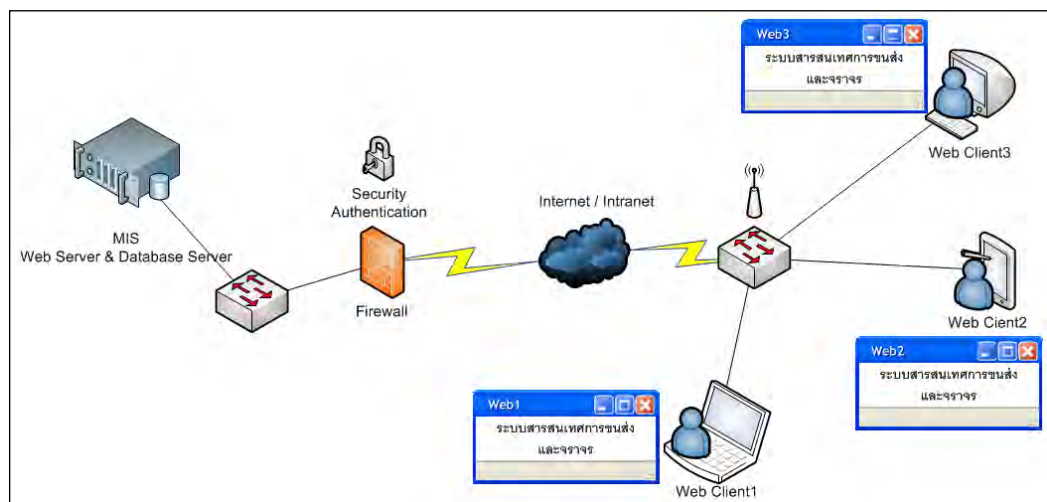 Web3
ระบบสารสนเทศการขนส่ง
และจราจร
Web Client3
Security
Authentication
Internet / Intranet
MIS
Web Server & Database Server
Firewall
Web Cient2
Web2
ระบบสารสนเทศการขนส่ง
และจราจร
Web1
ระบบสารสนเทศการขนส่ง
และจราจร
Web Client1